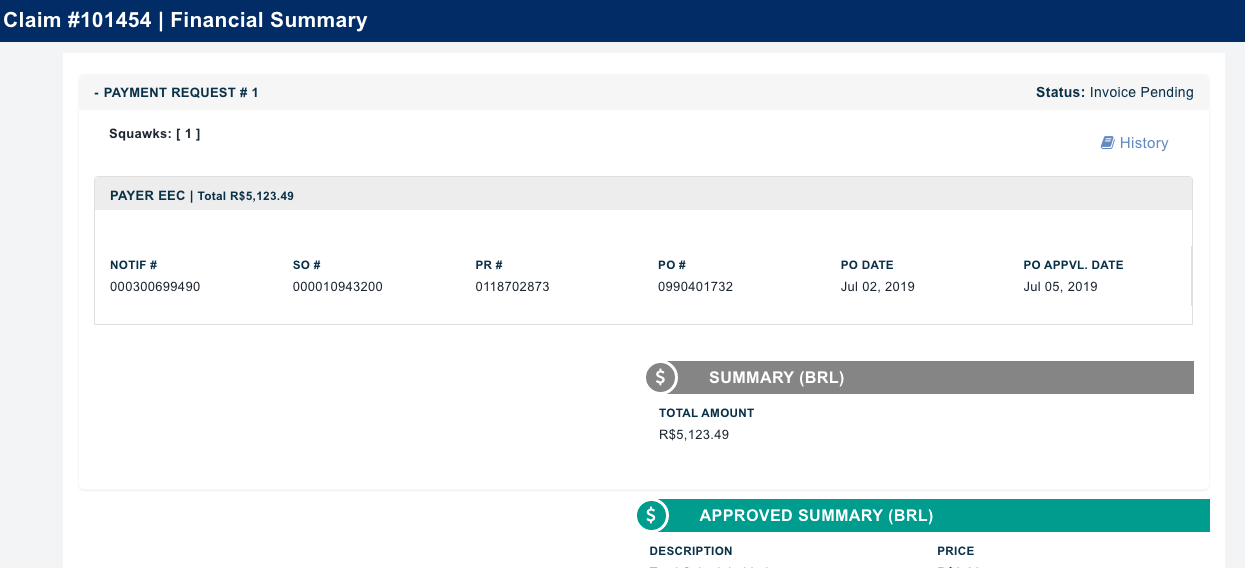 Claim #101454 | Financial Summary
- PAYMENT REQUEST # 1
Status: Invoice Pending
Squawks: [ 1 ]
History
PAYER EEC | Total R$5,123.49
NOTIF # SO # PR # PO # PO DATE PO APPVL. DATE
000300699490 000010943200 0118702873 0990401732 Jul 02, 2019 Jul 05, 2019
$ SUMMARY (BRL)
TOTAL AMOUNT
R$5,123.49
$ APPROVED SUMMARY (BRL)
DESCRIPTION PRICE